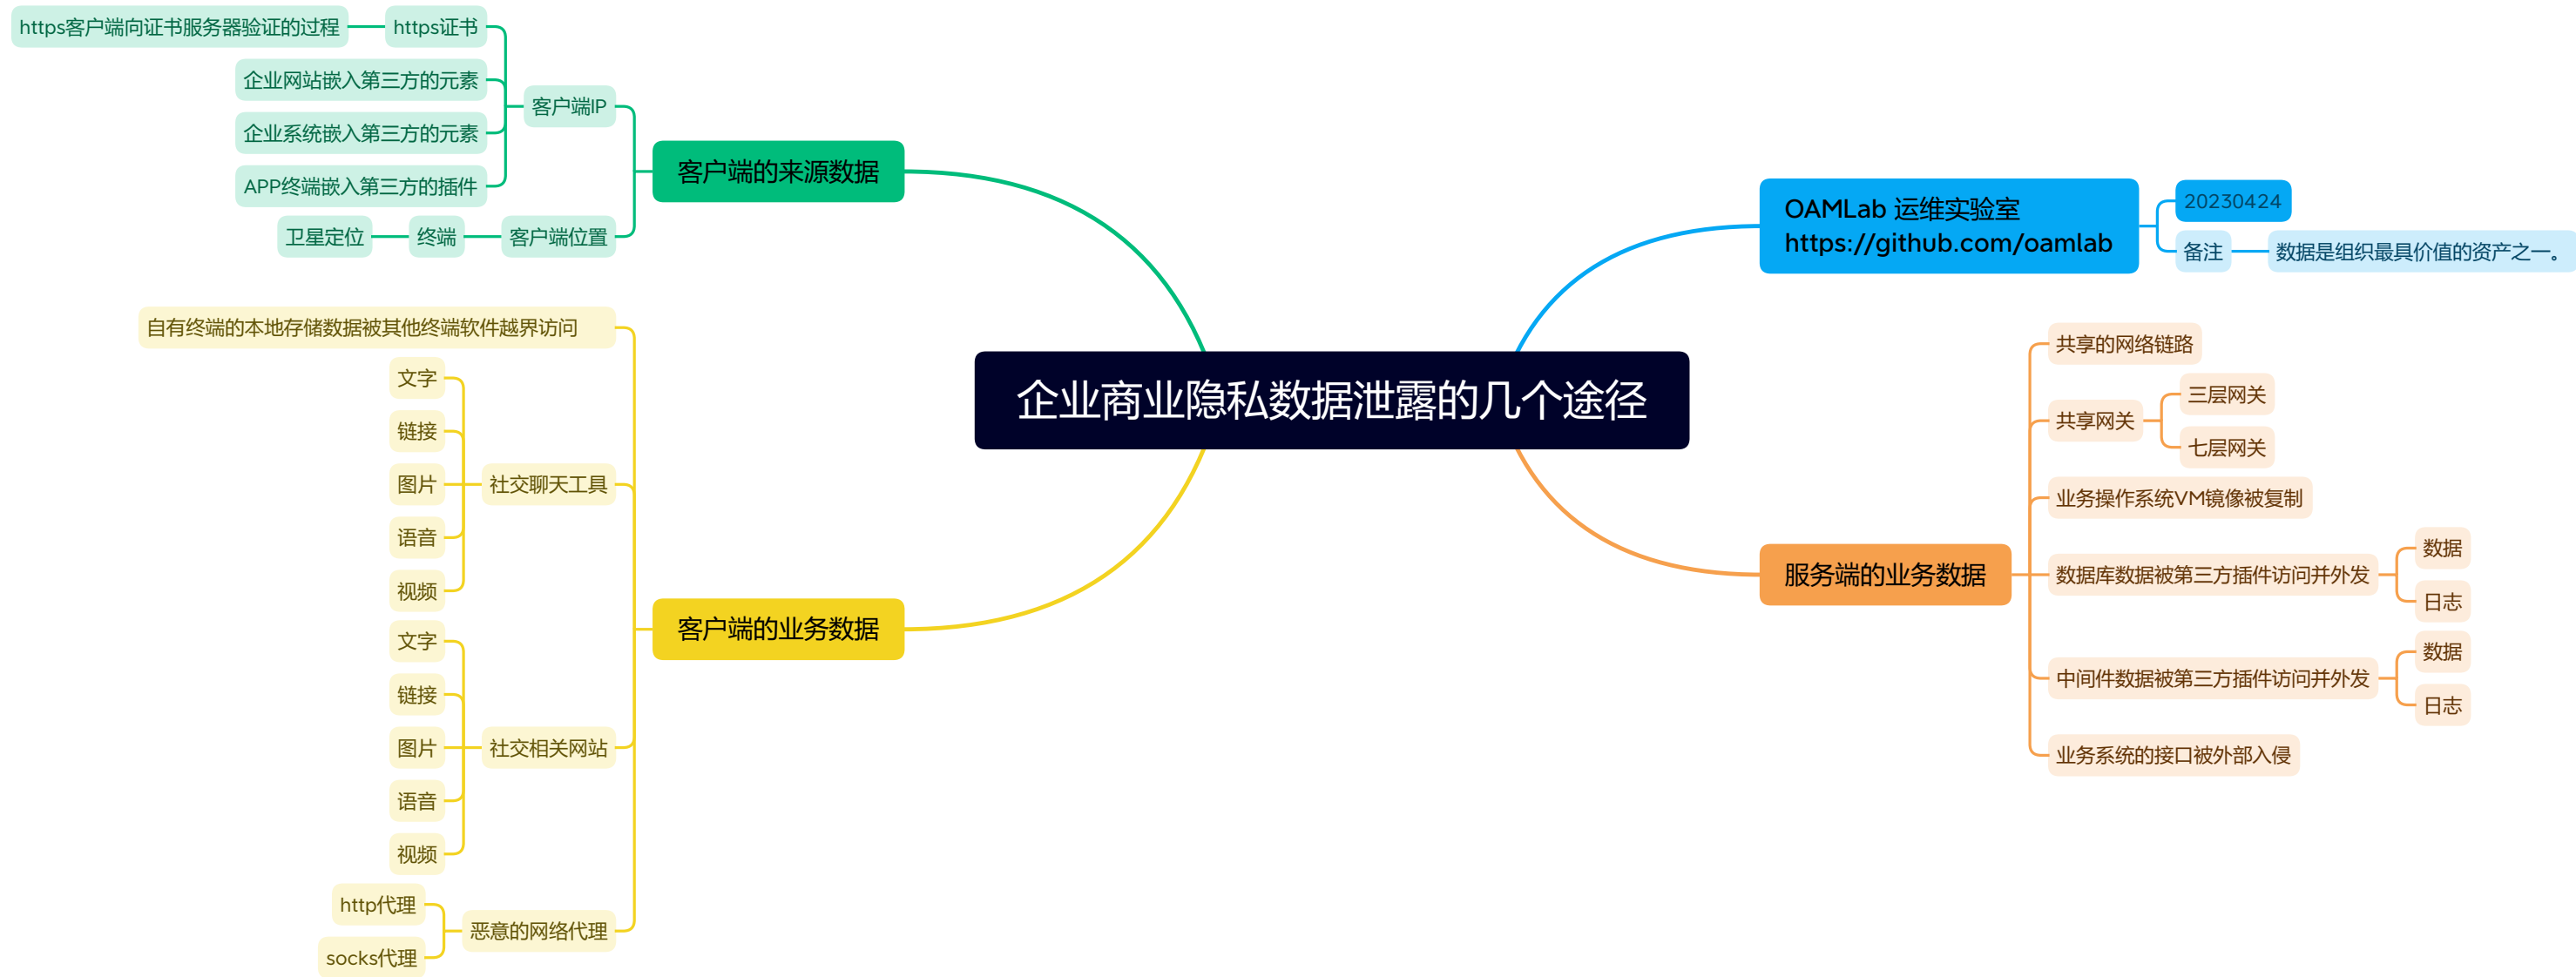 企业商业隐私数据泄露的几个途径
OAMLab 运维实验室
https://github.com/oamlab
20230424
备注
数据是组织最具价值的资产之一。
服务端的业务数据
共享的网络链路
共享网关
三层网关
七层网关
业务操作系统VM镜像被复制
数据库数据被第三方插件访问并外发
数据
日志
中间件数据被第三方插件访问并外发
数据
日志
业务系统的接口被外部入侵
客户端的来源数据
客户端IP
https证书
https客户端向证书服务器验证的过程
企业网站嵌入第三方的元素
企业系统嵌入第三方的元素
APP终端嵌入第三方的插件
客户端位置
终端
卫星定位
客户端的业务数据
自有终端的本地存储数据被其他终端软件越界访问
社交聊天工具
文字
链接
图片
语音
视频
社交相关网站
文字
链接
图片
语音
视频
恶意的网络代理
http代理
socks代理